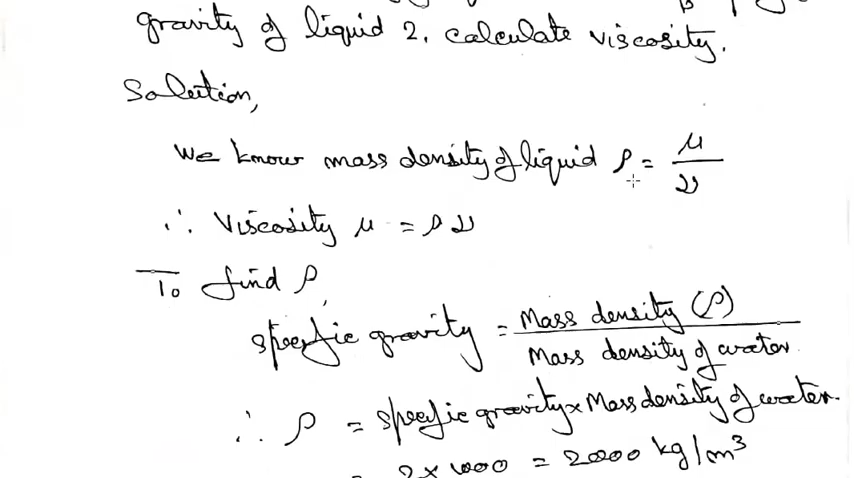 gravity of liquid 2. calculate viscosity.
Solution,
We know mass density of liquid ρ = μ / ν
∴ Viscosity μ = ρ ν
To find ρ,
specific gravity = Mass density (ρ) / Mass density of water
∴ ρ = specific gravity × Mass density of water.
= 2 × 1000 = 2000 kg/m³